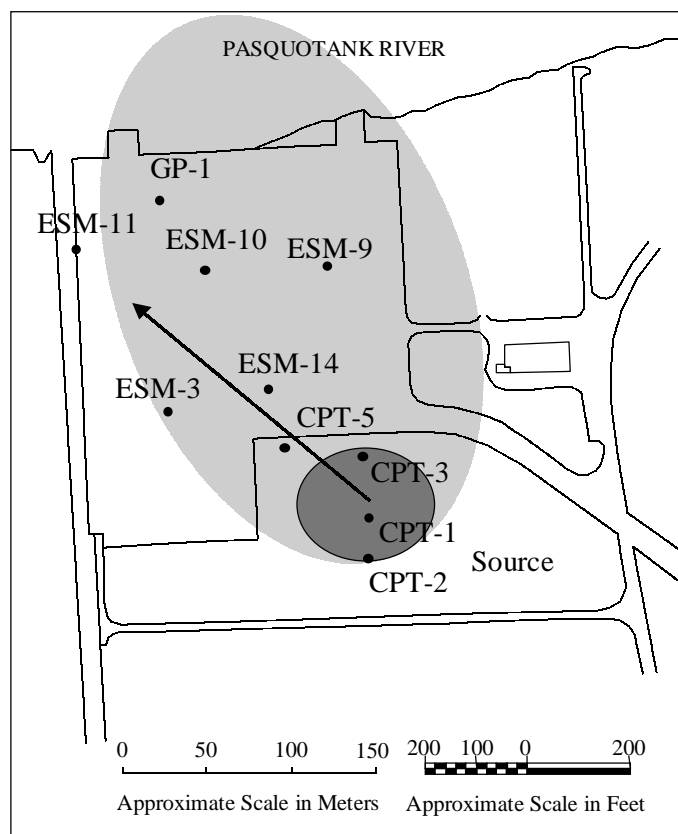 PASQUOTANK RIVER
GP-1
ESM-11
ESM-10
ESM-9
ESM-14
ESM-3
CPT-5
CPT-3
CPT-1
Source
CPT-2
0 50 100 150
200 100 0 200
Approximate Scale in Meters
Approximate Scale in Feet